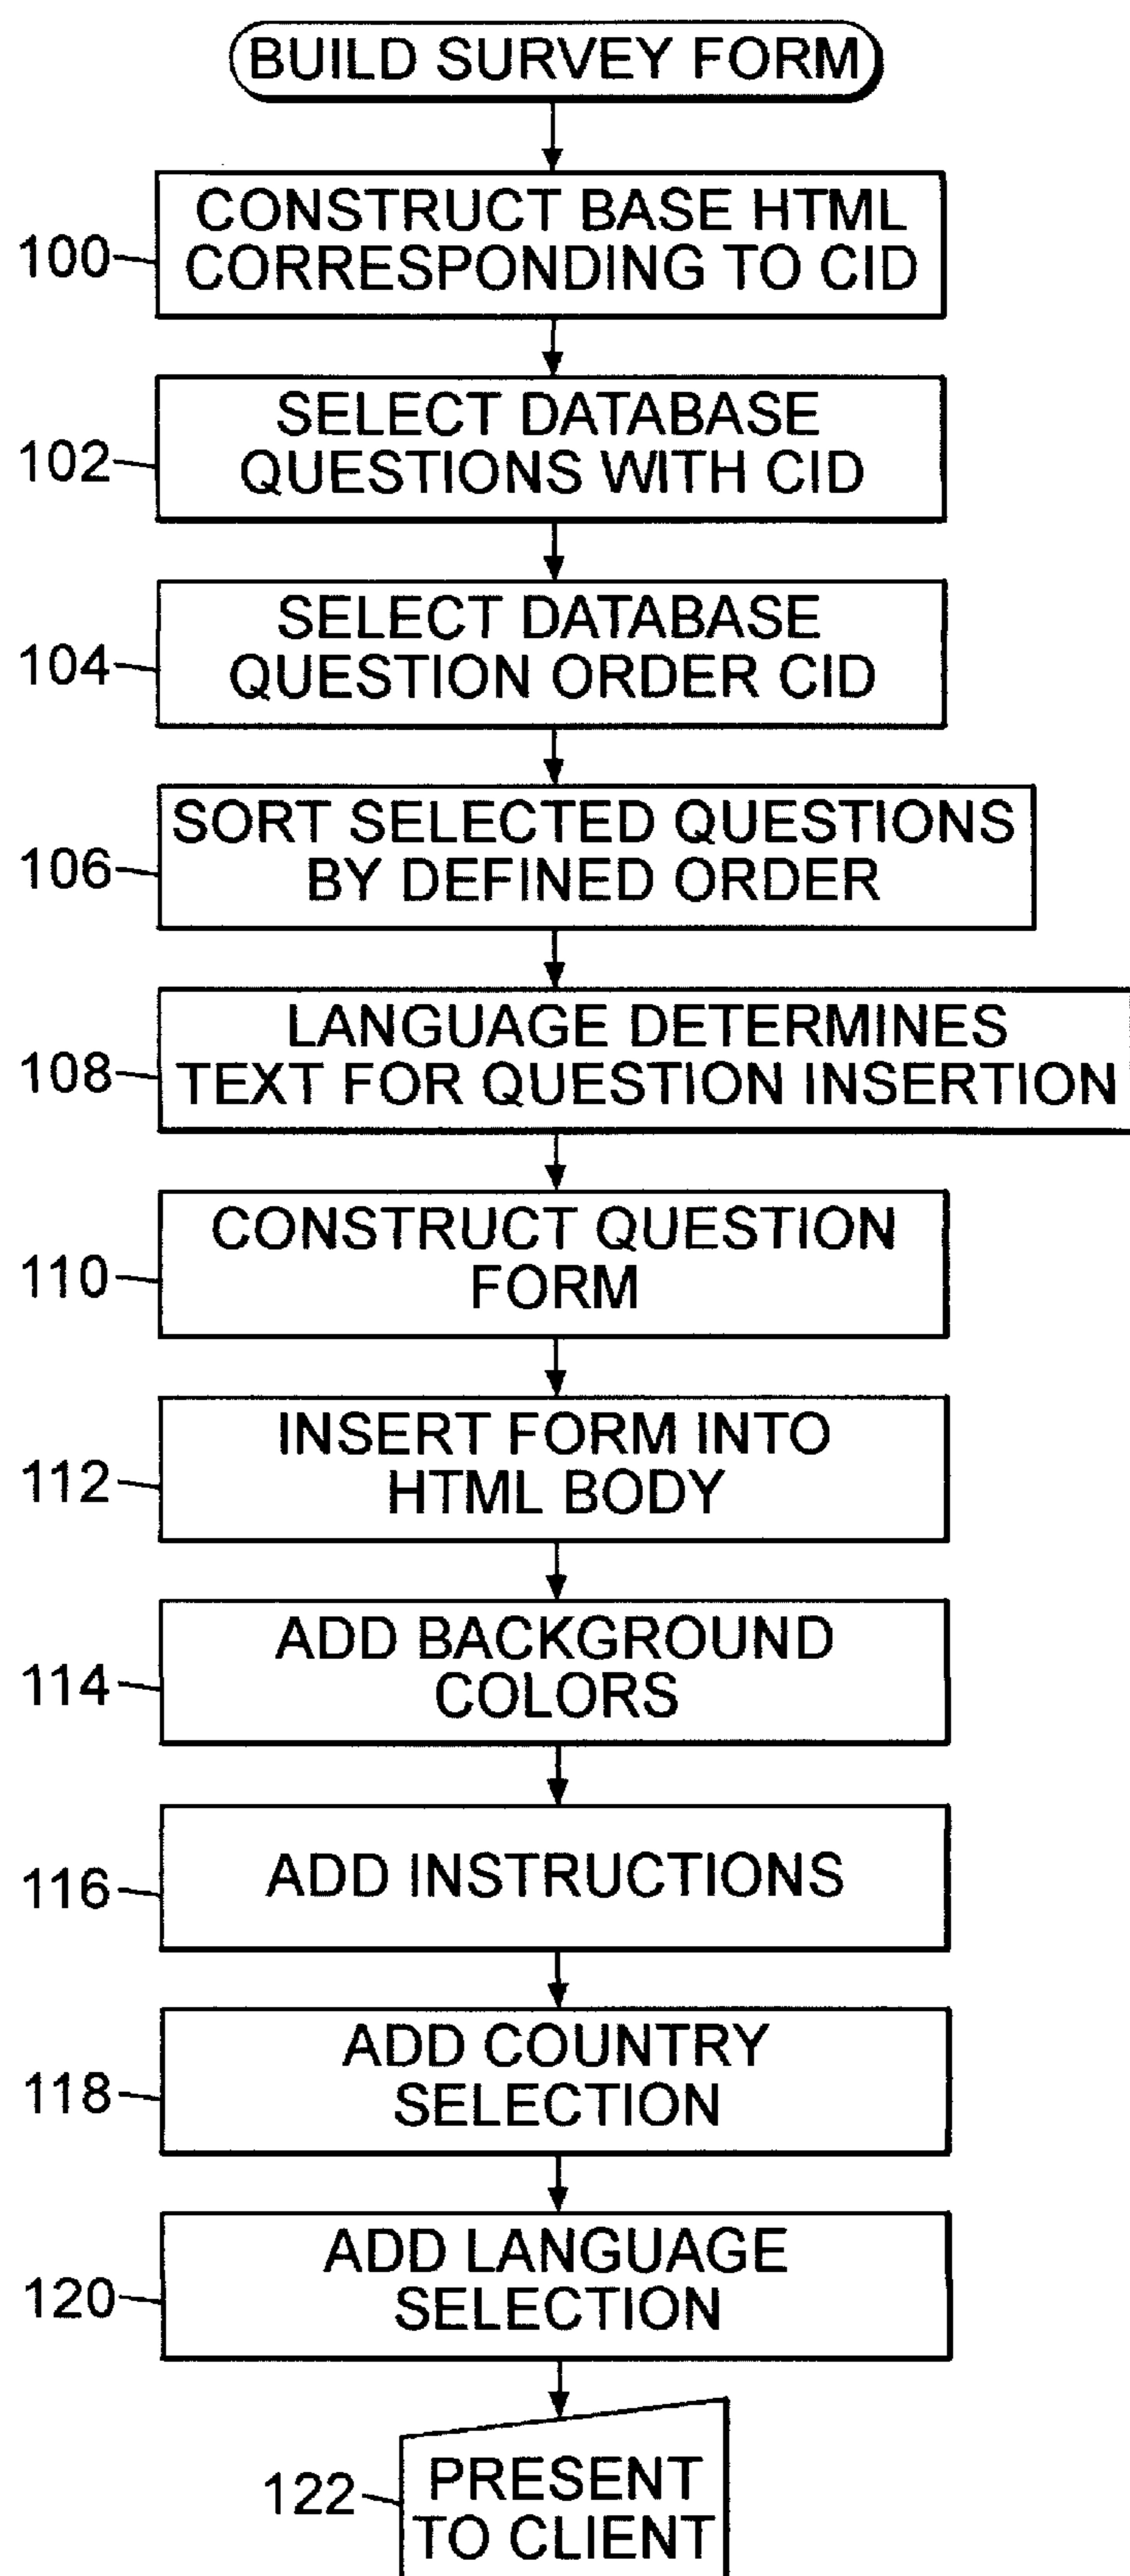 BUILD SURVEY FORM
CONSTRUCT BASE HTML
CORRESPONDING TO CID
100
SELECT DATABASE
QUESTIONS WITH CID
102
SELECT DATABASE
QUESTION ORDER CID
104
SORT SELECTED QUESTIONS
BY DEFINED ORDER
106
LANGUAGE DETERMINES
TEXT FOR QUESTION INSERTION
108
CONSTRUCT QUESTION
FORM
110
INSERT FORM INTO
HTML BODY
112
ADD BACKGROUND
COLORS
114
ADD INSTRUCTIONS
116
ADD COUNTRY
SELECTION
118
ADD LANGUAGE
SELECTION
120
PRESENT
TO CLIENT
122